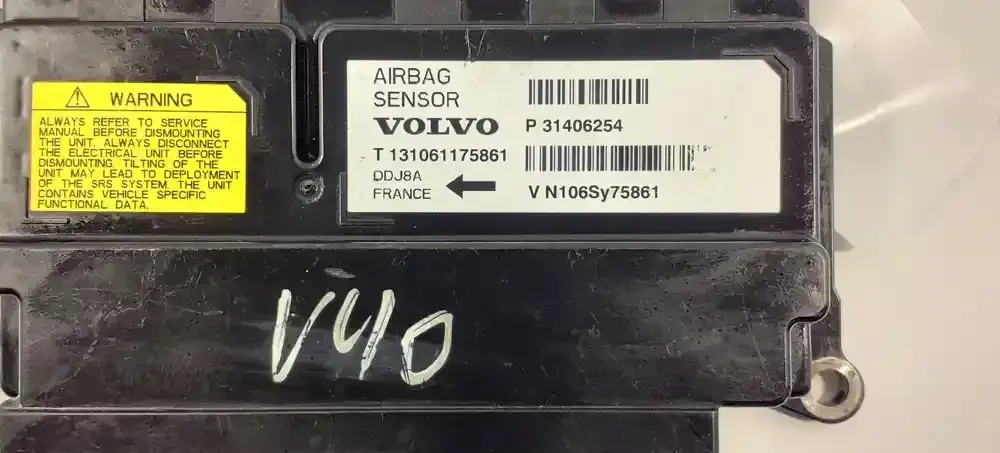 WARNING
ALWAYS REFER TO SERVICE
MANUAL BEFORE DISMOUNTING
THE UNIT. ALWAYS DISCONNECT
THE ELECTRICAL UNIT BEFORE
DISMOUNTING. TILTING OF THE
UNIT MAY LEAD TO DEPLOYMENT
OF THE SRS SYSTEM. THE UNIT
CONTAINS VEHICLE SPECIFIC
FUNCTIONAL DATA.
AIRBAG
SENSOR
VOLVO P 31406254
T 131061175861
DDJ8A
FRANCE V N106Sy75861
V40